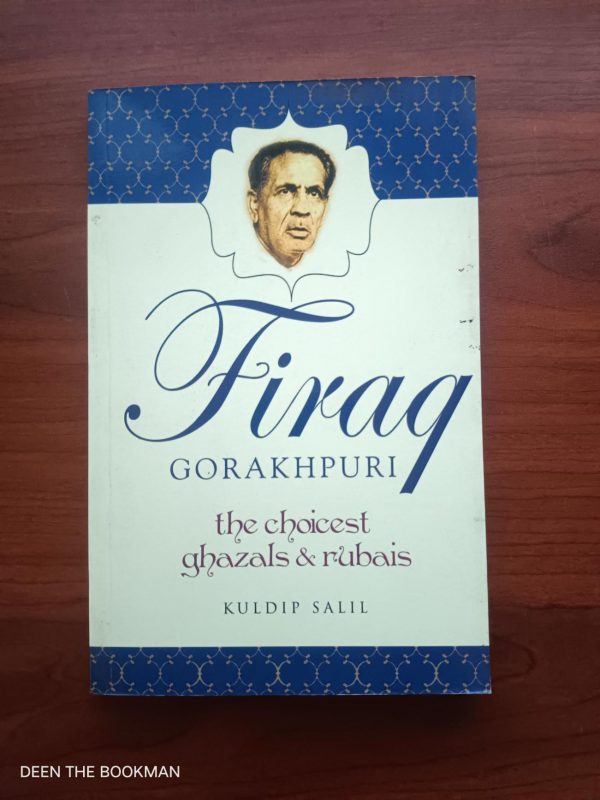 Firaq
GORAKHPURI
the choicest
ghazals & rubais
KULDIP SALIL
DEEN THE BOOKMAN